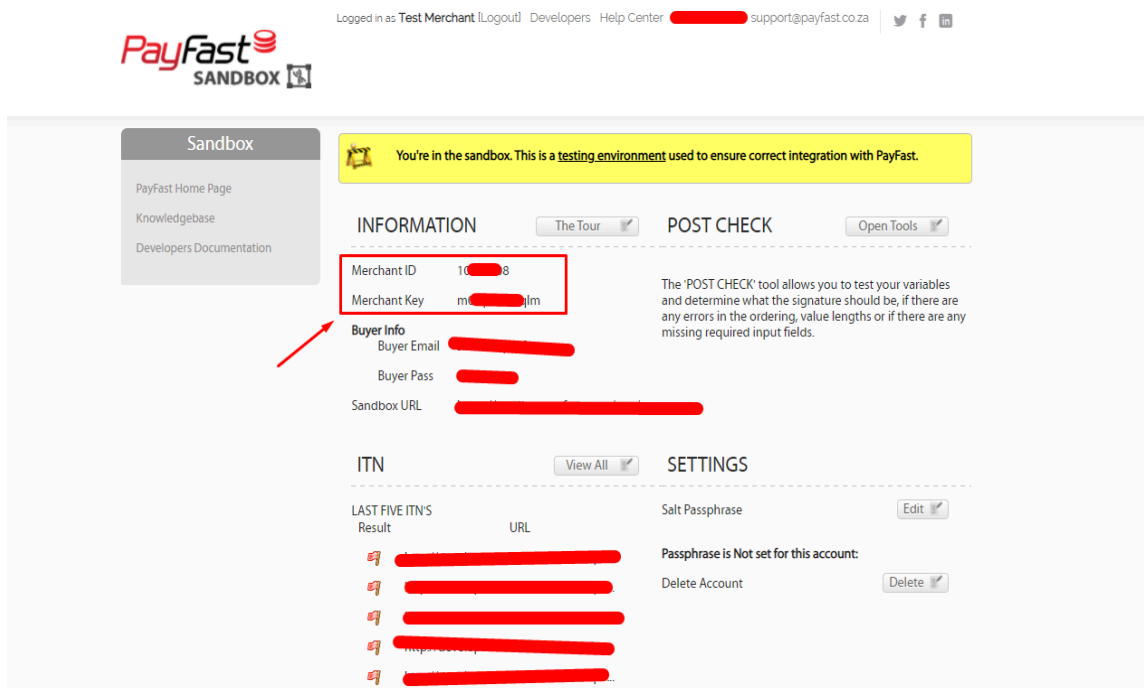 Logged in as Test Merchant [Logout] Developers Help Center support@payfast.co.za
PayFast
SANDBOX
Sandbox
PayFast Home Page
Knowledgebase
Developers Documentation
You're in the sandbox. This is a testing environment used to ensure correct integration with PayFast.
INFORMATION The Tour
Merchant ID 10 8
Merchant Key m qlm
Buyer Info
Buyer Email
Buyer Pass
Sandbox URL
POST CHECK Open Tools
The 'POST CHECK' tool allows you to test your variables
and determine what the signature should be, if there are
any errors in the ordering, value lengths or if there are any
missing required input fields.
ITN View All
LAST FIVE ITN'S
Result URL
SETTINGS
Salt Passphrase Edit
Passphrase is Not set for this account:
Delete Account Delete